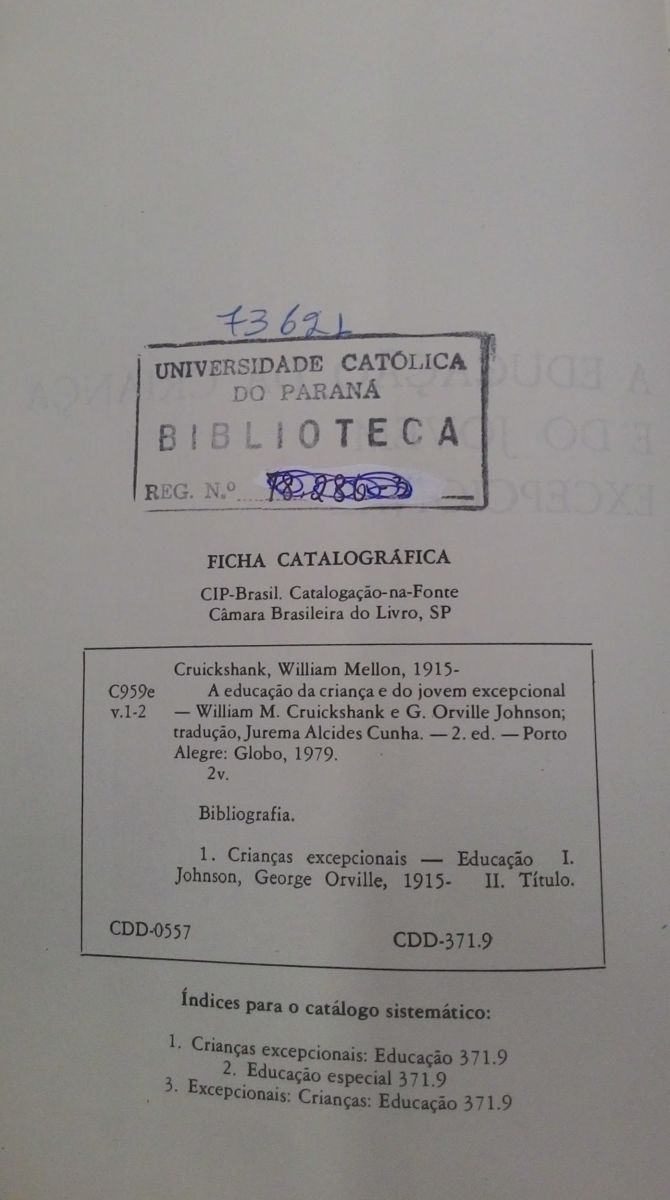 73621
UNIVERSIDADE CATÓLICA
DO PARANÁ
BIBLIOTECA
REG. N.º 78.286-3
FICHA CATALOGRÁFICA
CIP-Brasil. Catalogação-na-Fonte
Câmara Brasileira do Livro, SP
Cruickshank, William Mellon, 1915-
C959e A educação da criança e do jovem excepcional
v.1-2 — William M. Cruickshank e G. Orville Johnson;
tradução, Jurema Alcides Cunha. — 2. ed. — Porto
Alegre: Globo, 1979.
2v.
Bibliografia.
1. Crianças excepcionais — Educação I.
Johnson, George Orville, 1915- II. Título.
CDD-0557 CDD-371.9
Índices para o catálogo sistemático:
1. Crianças excepcionais: Educação 371.9
2. Educação especial 371.9
3. Excepcionais: Crianças: Educação 371.9